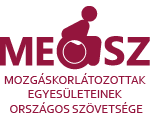 MEOSZ
MOZGÁSKORLÁTOZOTTAK
EGYESÜLETEINEK
ORSZÁGOS SZÖVETSÉGE